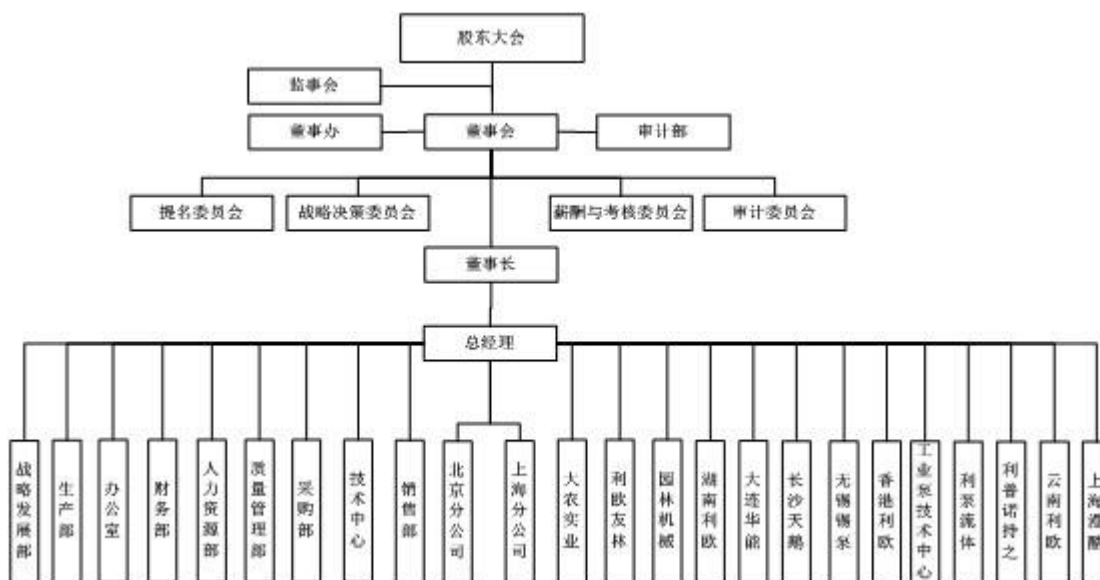 股东大会
监事会
董事办
董事会
审计部
提名委员会
战略决策委员会
薪酬与考核委员会
审计委员会
董事长
总经理
战略发展部
生产部
办公室
财务部
人力资源部
质量管理部
采购部
技术中心
销售部
北京分公司
上海分公司
大农实业
利欧友林
园林机械
湖南利欧
大连华能
长沙天鹅
无锡锡泵
香港利欧
工业泵技术中心
利泵流体
利普诺持之
云南利欧
上海